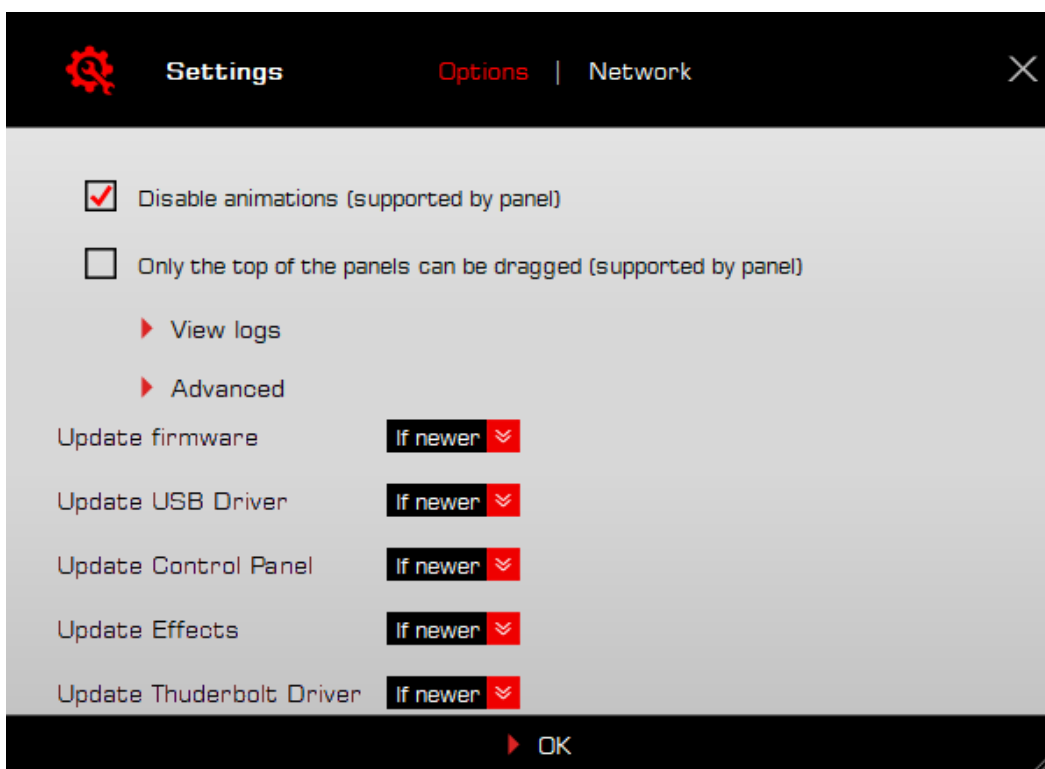 Settings Options | Network
Disable animations (supported by panel)
Only the top of the panels can be dragged (supported by panel)
View logs
Advanced
Update firmware If newer
Update USB Driver If newer
Update Control Panel If newer
Update Effects If newer
Update Thuderbolt Driver If newer
OK